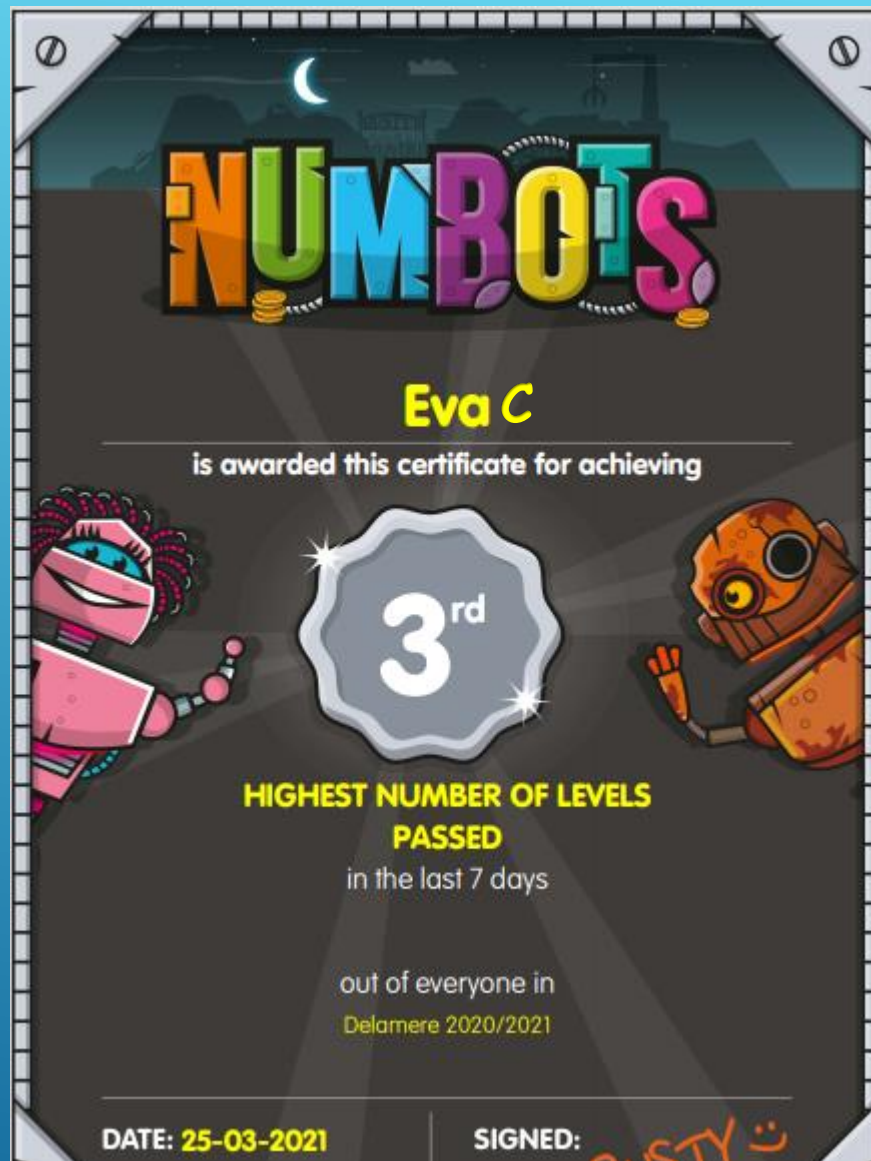 NUMBOTS
Eva C
is awarded this certificate for achieving
3rd
HIGHEST NUMBER OF LEVELS
PASSED
in the last 7 days
out of everyone in
Delamere 2020/2021
DATE: 25-03-2021 SIGNED: RUSTY